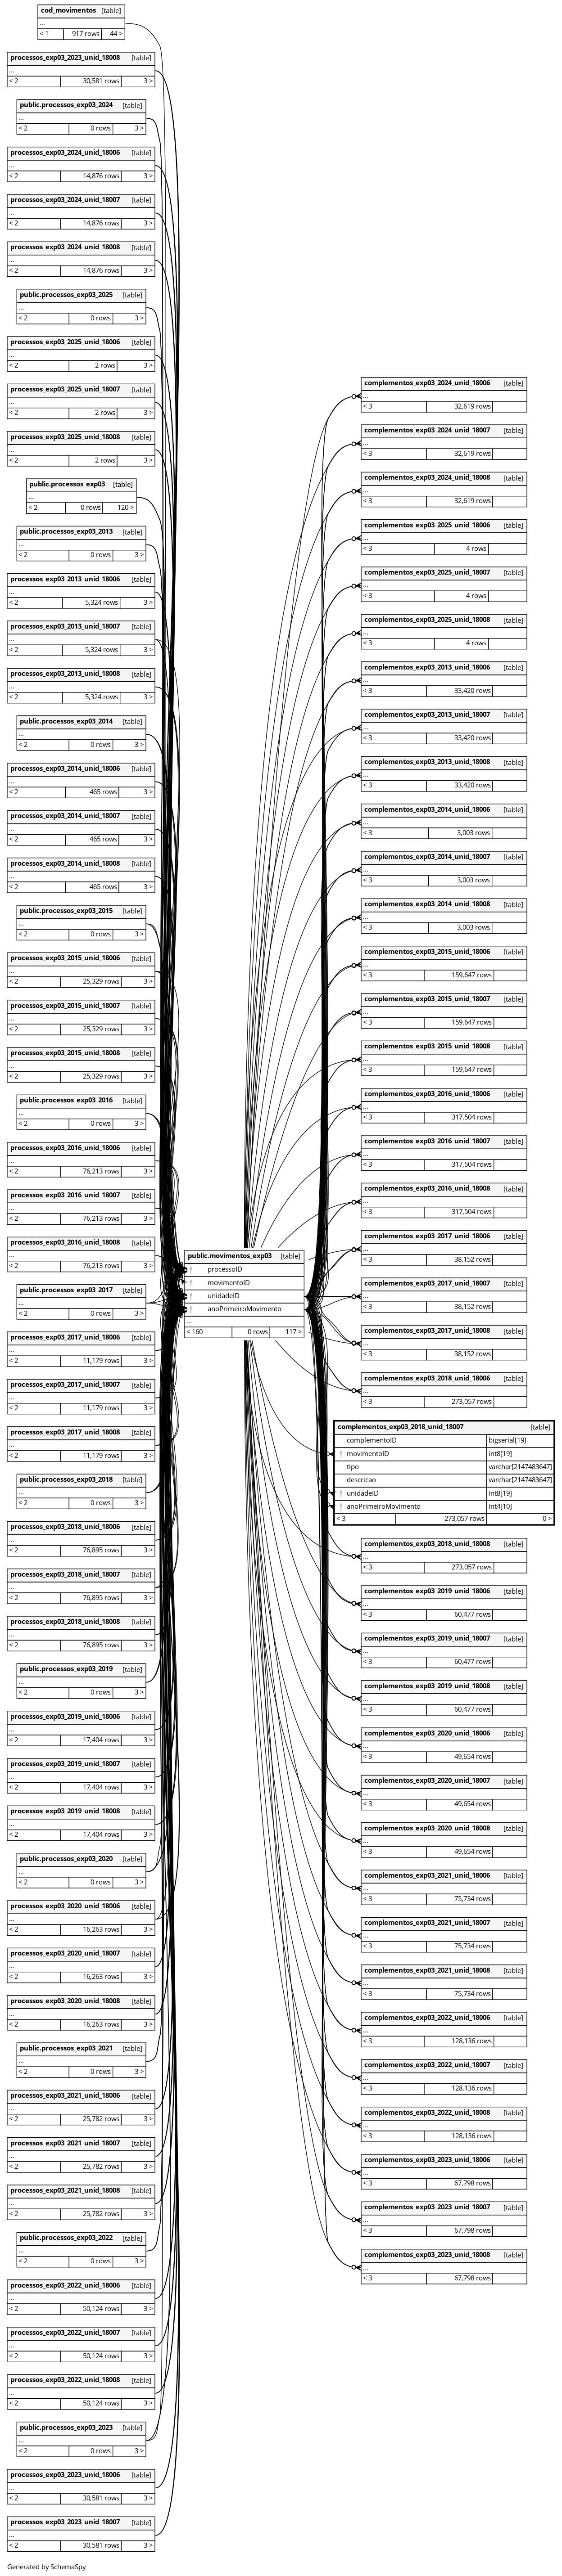 cod_movimentos [table]
...
< 1 917 rows 44 >
processos_exp03_2023_unid_18008 [table]
...
< 2 30,581 rows 3 >
public.processos_exp03_2024 [table]
...
< 2 0 rows 3 >
processos_exp03_2024_unid_18006 [table]
...
< 2 14,876 rows 3 >
processos_exp03_2024_unid_18007 [table]
...
< 2 14,876 rows 3 >
processos_exp03_2024_unid_18008 [table]
...
< 2 14,876 rows 3 >
public.processos_exp03_2025 [table]
...
< 2 0 rows 3 >
processos_exp03_2025_unid_18006 [table]
...
< 2 2 rows 3 >
processos_exp03_2025_unid_18007 [table]
...
< 2 2 rows 3 >
processos_exp03_2025_unid_18008 [table]
...
< 2 2 rows 3 >
public.processos_exp03 [table]
...
< 2 0 rows 120 >
public.processos_exp03_2013 [table]
...
< 2 0 rows 3 >
processos_exp03_2013_unid_18006 [table]
...
< 2 5,324 rows 3 >
processos_exp03_2013_unid_18007 [table]
...
< 2 5,324 rows 3 >
processos_exp03_2013_unid_18008 [table]
...
< 2 5,324 rows 3 >
public.processos_exp03_2014 [table]
...
< 2 0 rows 3 >
processos_exp03_2014_unid_18006 [table]
...
< 2 465 rows 3 >
processos_exp03_2014_unid_18007 [table]
...
< 2 465 rows 3 >
processos_exp03_2014_unid_18008 [table]
...
< 2 465 rows 3 >
public.processos_exp03_2015 [table]
...
< 2 0 rows 3 >
processos_exp03_2015_unid_18006 [table]
...
< 2 25,329 rows 3 >
processos_exp03_2015_unid_18007 [table]
...
< 2 25,329 rows 3 >
processos_exp03_2015_unid_18008 [table]
...
< 2 25,329 rows 3 >
public.processos_exp03_2016 [table]
...
< 2 0 rows 3 >
processos_exp03_2016_unid_18006 [table]
...
< 2 76,213 rows 3 >
processos_exp03_2016_unid_18007 [table]
...
< 2 76,213 rows 3 >
processos_exp03_2016_unid_18008 [table]
...
< 2 76,213 rows 3 >
public.processos_exp03_2017 [table]
...
< 2 0 rows 3 >
processos_exp03_2017_unid_18006 [table]
...
< 2 11,179 rows 3 >
processos_exp03_2017_unid_18007 [table]
...
< 2 11,179 rows 3 >
processos_exp03_2017_unid_18008 [table]
...
< 2 11,179 rows 3 >
public.processos_exp03_2018 [table]
...
< 2 0 rows 3 >
processos_exp03_2018_unid_18006 [table]
...
< 2 76,895 rows 3 >
processos_exp03_2018_unid_18007 [table]
...
< 2 76,895 rows 3 >
processos_exp03_2018_unid_18008 [table]
...
< 2 76,895 rows 3 >
public.processos_exp03_2019 [table]
...
< 2 0 rows 3 >
processos_exp03_2019_unid_18006 [table]
...
< 2 17,404 rows 3 >
processos_exp03_2019_unid_18007 [table]
...
< 2 17,404 rows 3 >
processos_exp03_2019_unid_18008 [table]
...
< 2 17,404 rows 3 >
public.processos_exp03_2020 [table]
...
< 2 0 rows 3 >
processos_exp03_2020_unid_18006 [table]
...
< 2 16,263 rows 3 >
processos_exp03_2020_unid_18007 [table]
...
< 2 16,263 rows 3 >
processos_exp03_2020_unid_18008 [table]
...
< 2 16,263 rows 3 >
public.processos_exp03_2021 [table]
...
< 2 0 rows 3 >
processos_exp03_2021_unid_18006 [table]
...
< 2 25,782 rows 3 >
processos_exp03_2021_unid_18007 [table]
...
< 2 25,782 rows 3 >
processos_exp03_2021_unid_18008 [table]
...
< 2 25,782 rows 3 >
public.processos_exp03_2022 [table]
...
< 2 0 rows 3 >
processos_exp03_2022_unid_18006 [table]
...
< 2 50,124 rows 3 >
processos_exp03_2022_unid_18007 [table]
...
< 2 50,124 rows 3 >
processos_exp03_2022_unid_18008 [table]
...
< 2 50,124 rows 3 >
public.processos_exp03_2023 [table]
...
< 2 0 rows 3 >
processos_exp03_2023_unid_18006 [table]
...
< 2 30,581 rows 3 >
processos_exp03_2023_unid_18007 [table]
...
< 2 30,581 rows 3 >
public.movimentos_exp03 [table]
processoID
movimentoID
unidadeID
anoPrimeiroMovimento
...
< 160 0 rows 117 >
complementos_exp03_2024_unid_18006 [table]
...
< 3 32,619 rows
complementos_exp03_2024_unid_18007 [table]
...
< 3 32,619 rows
complementos_exp03_2024_unid_18008 [table]
...
< 3 32,619 rows
complementos_exp03_2025_unid_18006 [table]
...
< 3 4 rows
complementos_exp03_2025_unid_18007 [table]
...
< 3 4 rows
complementos_exp03_2025_unid_18008 [table]
...
< 3 4 rows
complementos_exp03_2013_unid_18006 [table]
...
< 3 33,420 rows
complementos_exp03_2013_unid_18007 [table]
...
< 3 33,420 rows
complementos_exp03_2013_unid_18008 [table]
...
< 3 33,420 rows
complementos_exp03_2014_unid_18006 [table]
...
< 3 3,003 rows
complementos_exp03_2014_unid_18007 [table]
...
< 3 3,003 rows
complementos_exp03_2014_unid_18008 [table]
...
< 3 3,003 rows
complementos_exp03_2015_unid_18006 [table]
...
< 3 159,647 rows
complementos_exp03_2015_unid_18007 [table]
...
< 3 159,647 rows
complementos_exp03_2015_unid_18008 [table]
...
< 3 159,647 rows
complementos_exp03_2016_unid_18006 [table]
...
< 3 317,504 rows
complementos_exp03_2016_unid_18007 [table]
...
< 3 317,504 rows
complementos_exp03_2016_unid_18008 [table]
...
< 3 317,504 rows
complementos_exp03_2017_unid_18006 [table]
...
< 3 38,152 rows
complementos_exp03_2017_unid_18007 [table]
...
< 3 38,152 rows
complementos_exp03_2017_unid_18008 [table]
...
< 3 38,152 rows
complementos_exp03_2018_unid_18006 [table]
...
< 3 273,057 rows
complementos_exp03_2018_unid_18007 [table]
complementoID bigserial[19]
movimentoID int8[19]
tipo varchar[2147483647]
descricao varchar[2147483647]
unidadeID int8[19]
anoPrimeiroMovimento int4[10]
< 3 273,057 rows 0 >
complementos_exp03_2018_unid_18008 [table]
...
< 3 273,057 rows
complementos_exp03_2019_unid_18006 [table]
...
< 3 60,477 rows
complementos_exp03_2019_unid_18007 [table]
...
< 3 60,477 rows
complementos_exp03_2019_unid_18008 [table]
...
< 3 60,477 rows
complementos_exp03_2020_unid_18006 [table]
...
< 3 49,654 rows
complementos_exp03_2020_unid_18007 [table]
...
< 3 49,654 rows
complementos_exp03_2020_unid_18008 [table]
...
< 3 49,654 rows
complementos_exp03_2021_unid_18006 [table]
...
< 3 75,734 rows
complementos_exp03_2021_unid_18007 [table]
...
< 3 75,734 rows
complementos_exp03_2021_unid_18008 [table]
...
< 3 75,734 rows
complementos_exp03_2022_unid_18006 [table]
...
< 3 128,136 rows
complementos_exp03_2022_unid_18007 [table]
...
< 3 128,136 rows
complementos_exp03_2022_unid_18008 [table]
...
< 3 128,136 rows
complementos_exp03_2023_unid_18006 [table]
...
< 3 67,798 rows
complementos_exp03_2023_unid_18007 [table]
...
< 3 67,798 rows
complementos_exp03_2023_unid_18008 [table]
...
< 3 67,798 rows
Generated by SchemaSpy